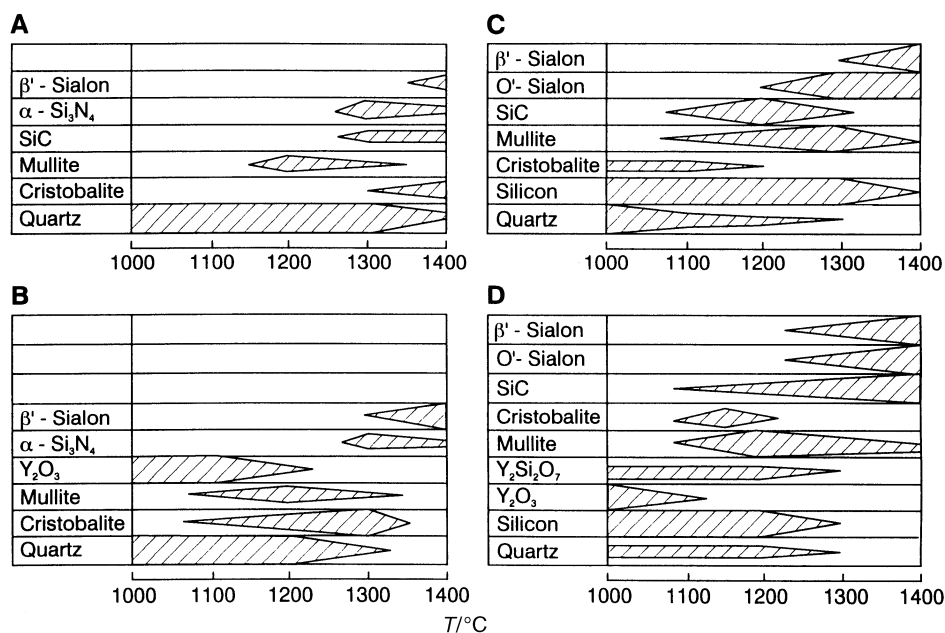 A
β' - Sialon
α - Si₃N₄
SiC
Mullite
Cristobalite
Quartz
1000 1100 1200 1300 1400
C
β' - Sialon
O' - Sialon
SiC
Mullite
Cristobalite
Silicon
Quartz
1000 1100 1200 1300 1400
B
β' - Sialon
α - Si₃N₄
Y₂O₃
Mullite
Cristobalite
Quartz
1000 1100 1200 1300 1400
D
β' - Sialon
O'- Sialon
SiC
Cristobalite
Mullite
Y₂Si₂O₇
Y₂O₃
Silicon
Quartz
1000 1100 1200 1300 1400
T/°C